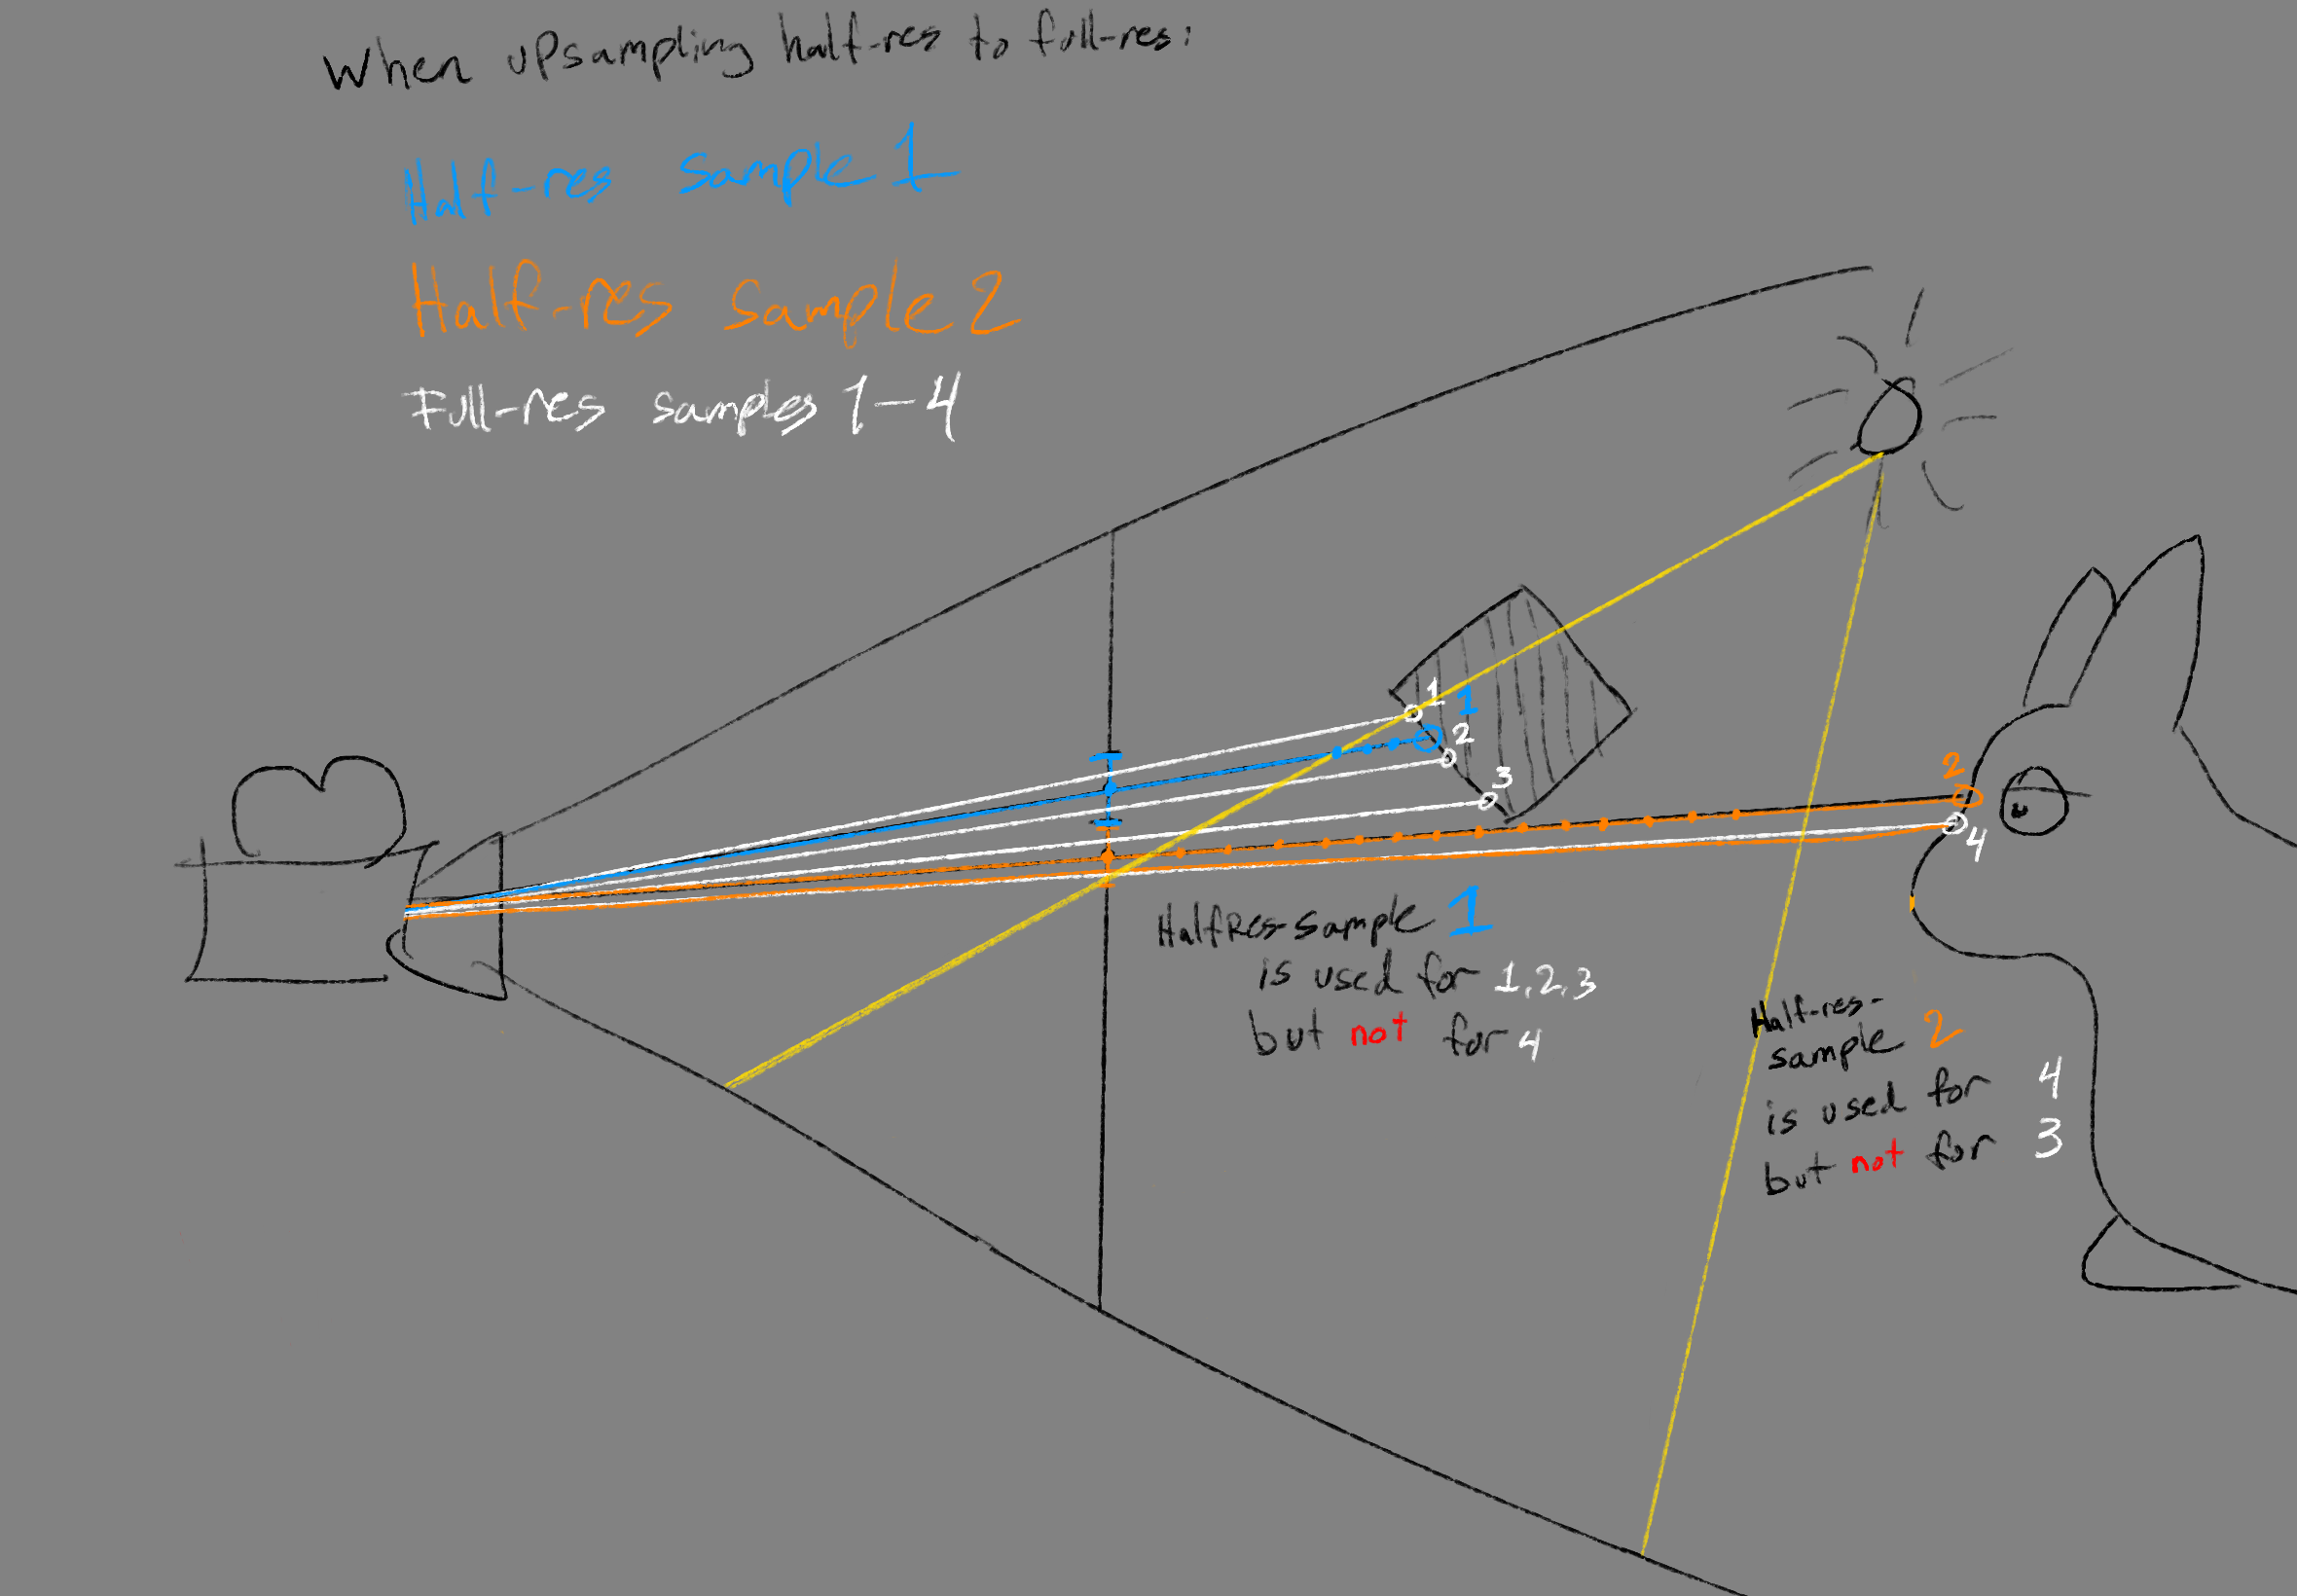 When upsampling half-res to full-res:
Half-res sample 1
Half-res sample 2
Full-res samples 1-4
1
1
2
3
2
4
HalfRes-sample 1
is used for 1,2,3
but not for 4
Half-res-
sample 2
is used for 4
but not for 3